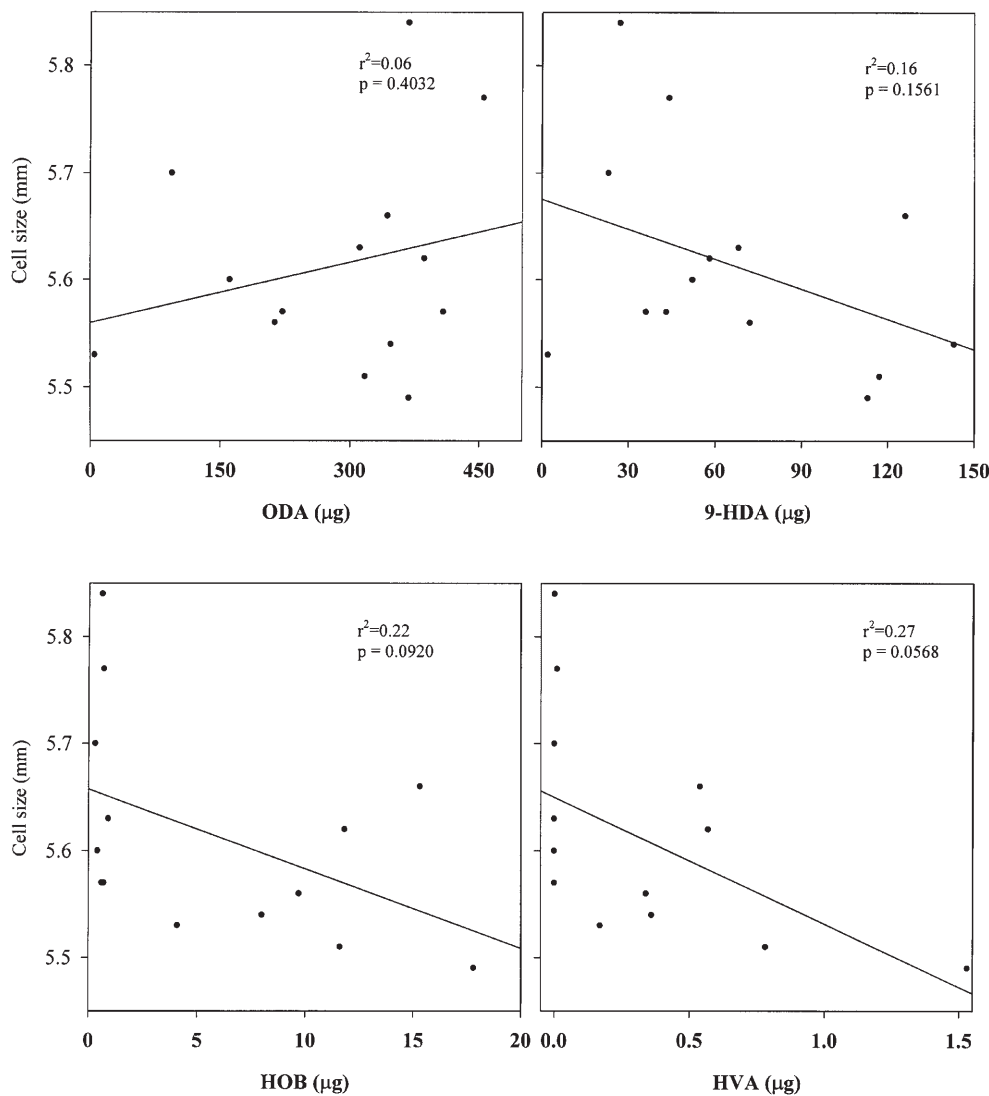 5.8
5.7
5.6
5.5
Cell size (mm)
r²=0.06
p = 0.4032
0 150 300 450
ODA (µg)
r²=0.16
p = 0.1561
0 30 60 90 120 150
9-HDA (µg)
5.8
5.7
5.6
5.5
Cell size (mm)
r²=0.22
p = 0.0920
0 5 10 15 20
HOB (µg)
r²=0.27
p = 0.0568
0.0 0.5 1.0 1.5
HVA (µg)